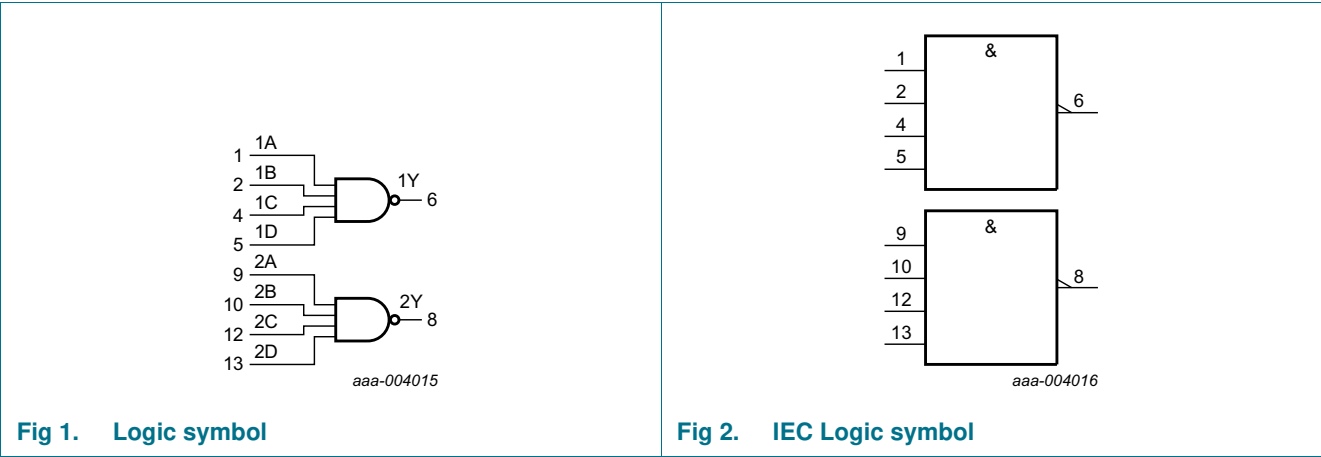 1A
1
1B
2
1C
4
1D
5
1Y
6
2A
9
2B
10
2C
12
2D
13
2Y
8
aaa-004015
Fig 1. Logic symbol
&
1
2
4
5
6
&
9
10
12
13
8
aaa-004016
Fig 2. IEC Logic symbol